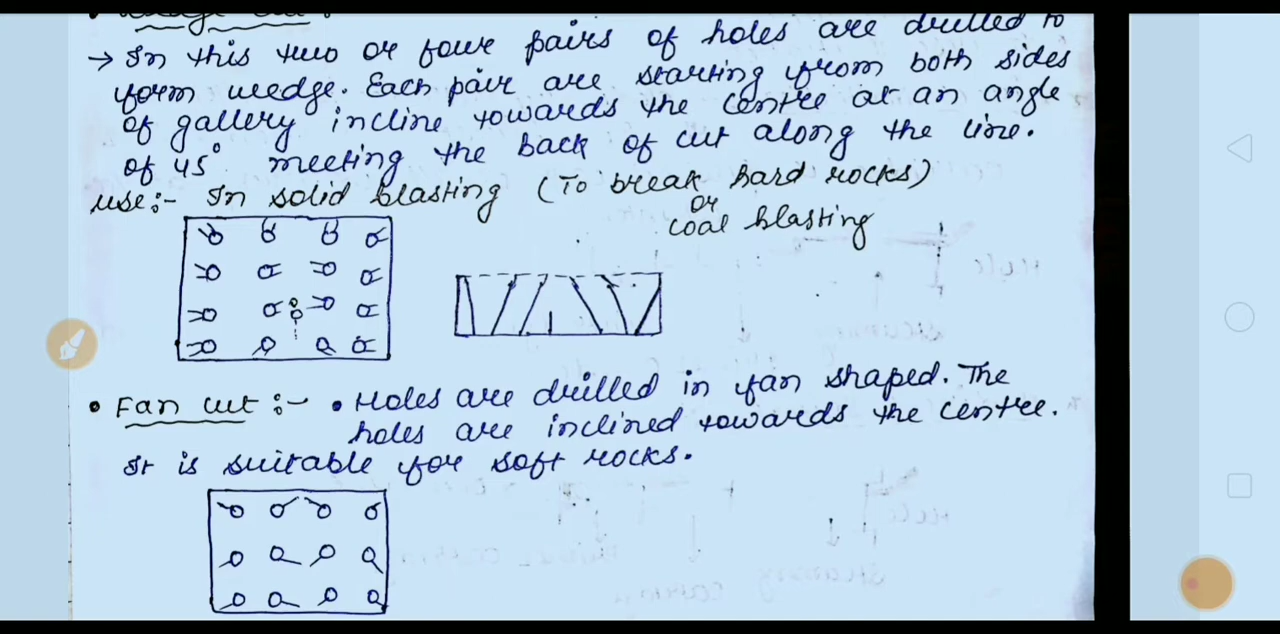 → In this two or four pairs of holes are drilled to
form wedge. Each pair are starting from both sides
of gallery incline towards the centre at an angle
of 45° meeting the back of cut along the line.
Use:- In solid blasting (To break hard rocks)
or
coal blasting
• Fan cut :- • Holes are drilled in fan shaped. The
holes are inclined towards the centre.
It is suitable for soft rocks.